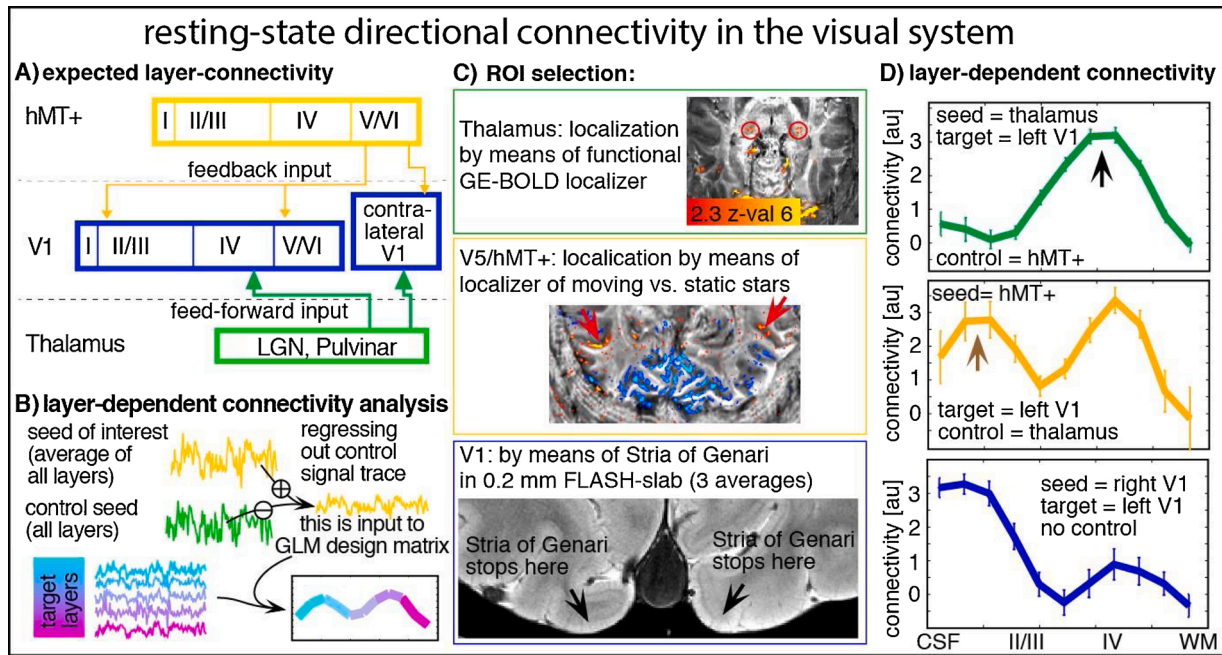 resting-state directional connectivity in the visual system
A) expected layer-connectivity
hMT+
I
II/III
IV
V/VI
feedback input
V1
I
II/III
IV
V/VI
contra-
lateral
V1
feed-forward input
Thalamus
LGN, Pulvinar
B) layer-dependent connectivity analysis
seed of interest
(average of
all layers)
regressing
out control
signal trace
control seed
(all layers)
this is input to
GLM design matrix
target
layers
C) ROI selection:
Thalamus: localization
by means of functional
GE-BOLD localizer
2.3 z-val 6
V5/hMT+: localication by means of
localizer of moving vs. static stars
V1: by means of Stria of Genari
in 0.2 mm FLASH-slab (3 averages)
Stria of Genari
stops here
Stria of Genari
stops here
D) layer-dependent connectivity
connectivity [au]
3
2
1
0
seed = thalamus
target = left V1
control = hMT+
connectivity [au]
3
2
1
0
seed= hMT+
target = left V1
control = thalamus
connectivity [au]
3
2
1
0
seed = right V1
target = left V1
no control
CSF
II/III
IV
WM